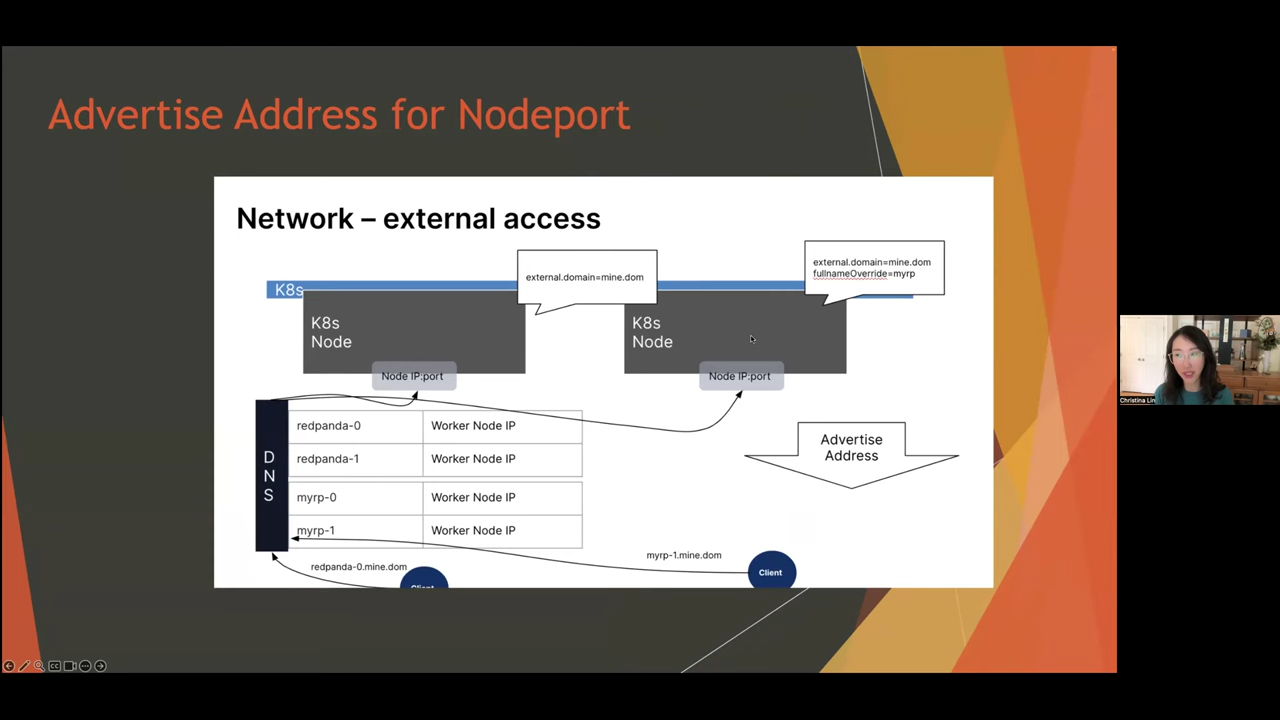 Advertise Address for Nodeport
Network – external access
external.domain=mine.dom
external.domain=mine.dom
fullnameOverride=myrp
K8s
K8s
Node
K8s
Node
Node IP:port
Node IP:port
DNS
redpanda-0 Worker Node IP
redpanda-1 Worker Node IP
myrp-0 Worker Node IP
myrp-1 Worker Node IP
Advertise
Address
redpanda-0.mine.dom
myrp-1.mine.dom
Client
Client
Christina Lin